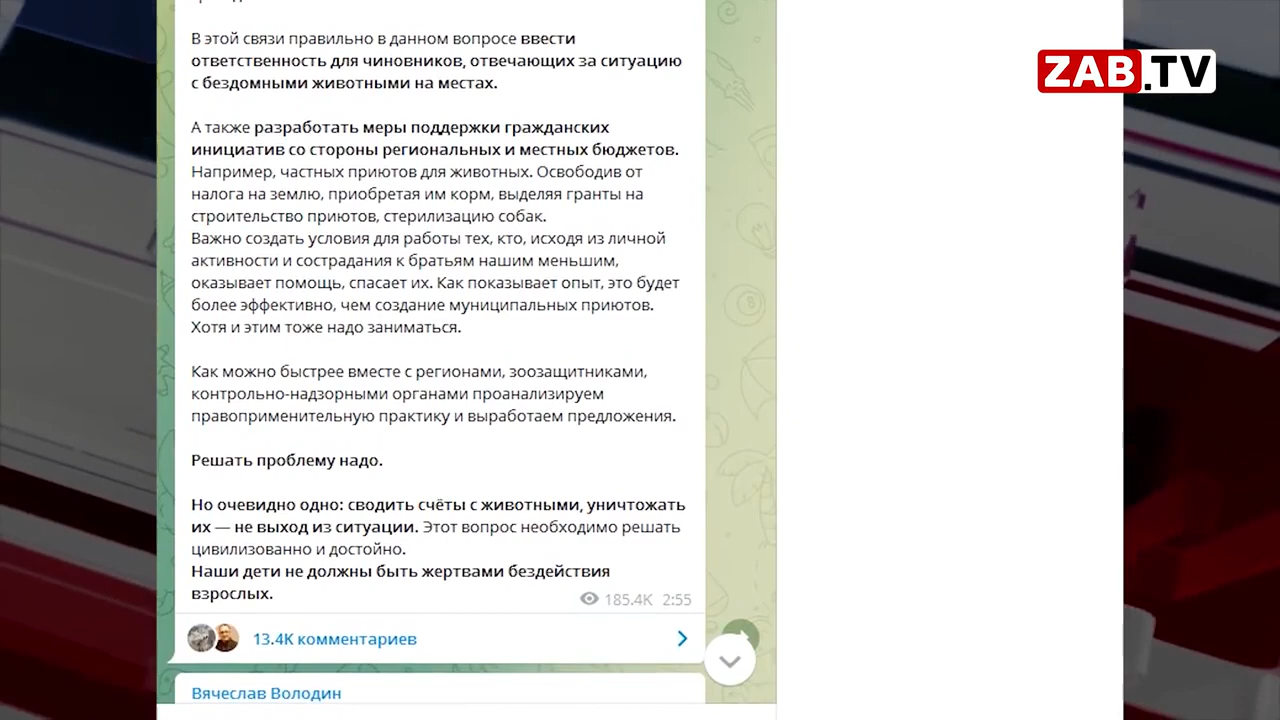 ZAB.TV
В этой связи правильно в данном вопросе ввести
ответственность для чиновников, отвечающих за ситуацию
с бездомными животными на местах.
А также разработать меры поддержки гражданских
инициатив со стороны региональных и местных бюджетов.
Например, частных приютов для животных. Освободив от
налога на землю, приобретая им корм, выделяя гранты на
строительство приютов, стерилизацию собак.
Важно создать условия для работы тех, кто, исходя из личной
активности и сострадания к братьям нашим меньшим,
оказывает помощь, спасает их. Как показывает опыт, это будет
более эффективно, чем создание муниципальных приютов.
Хотя и этим тоже надо заниматься.
Как можно быстрее вместе с регионами, зоозащитниками,
контрольно-надзорными органами проанализируем
правоприменительную практику и выработаем предложения.
Решать проблему надо.
Но очевидно одно: сводить счёты с животными, уничтожать
их — не выход из ситуации. Этот вопрос необходимо решать
цивилизованно и достойно.
Наши дети не должны быть жертвами бездействия
взрослых.
185.4K 2:55
13.4K комментариев
Вячеслав Володин